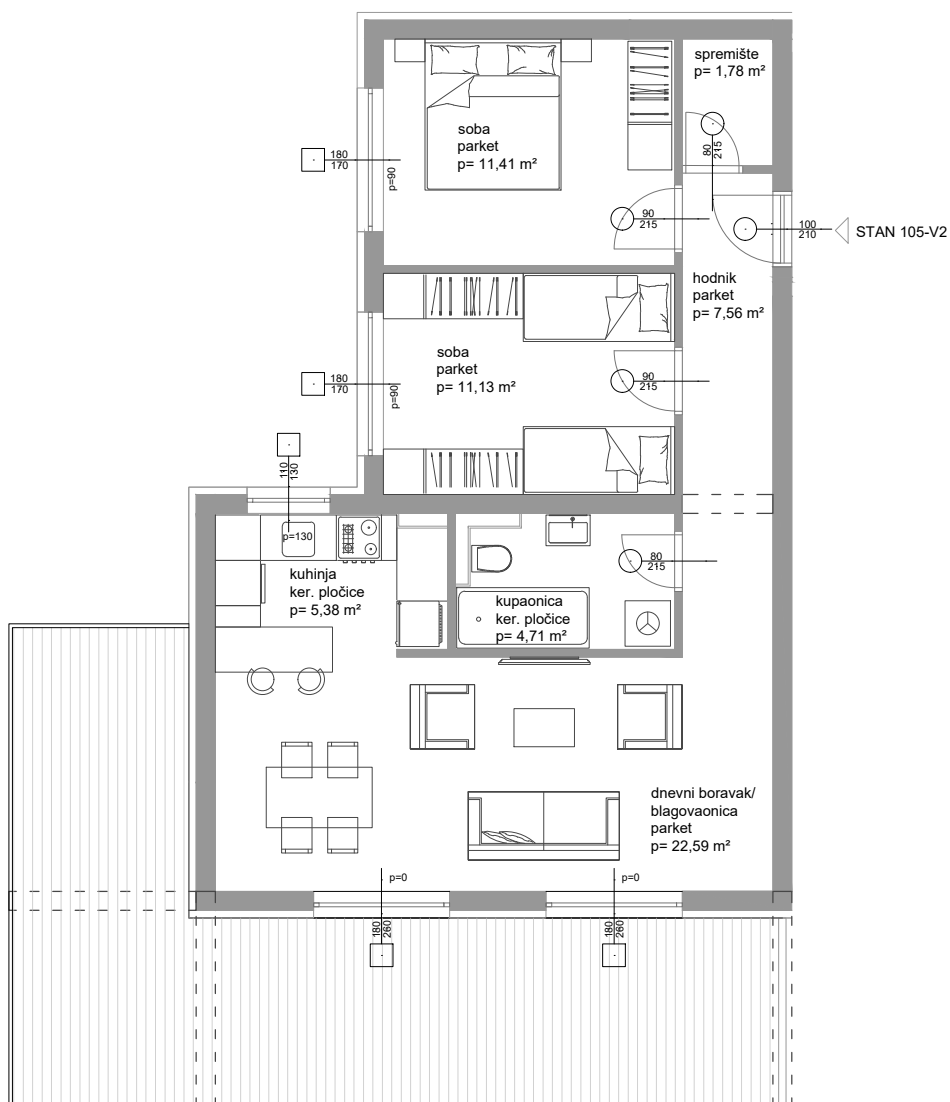 spremište
p= 1,78 m²
soba
parket
p= 11,41 m²
180
170
p=90
80
215
90
215
100
210
STAN 105-V2
hodnik
parket
p= 7,56 m²
soba
parket
p= 11,13 m²
180
170
p=90
90
215
110
130
p=130
kuhinja
ker. pločice
p= 5,38 m²
80
215
kupaonica
ker. pločice
p= 4,71 m²
dnevni boravak/
blagovaonica
parket
p= 22,59 m²
p=0
p=0
180
260
180
260